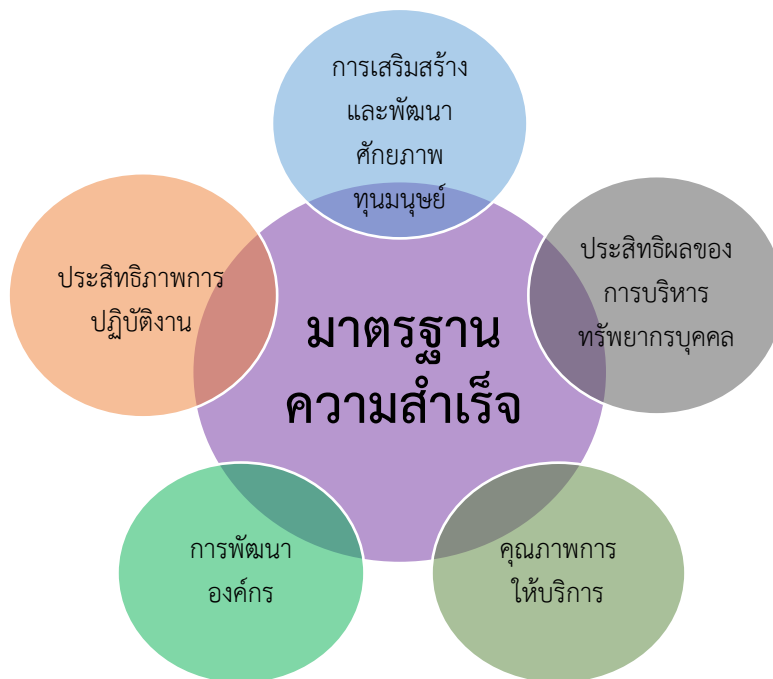 การเสริมสร้าง
และพัฒนา
ศักยภาพ
ทุนมนุษย์
ประสิทธิผลของ
การบริหาร
ทรัพยากรบุคคล
คุณภาพการ
ให้บริการ
การพัฒนา
องค์กร
ประสิทธิภาพการ
ปฏิบัติงาน
มาตรฐาน
ความสำเร็จ